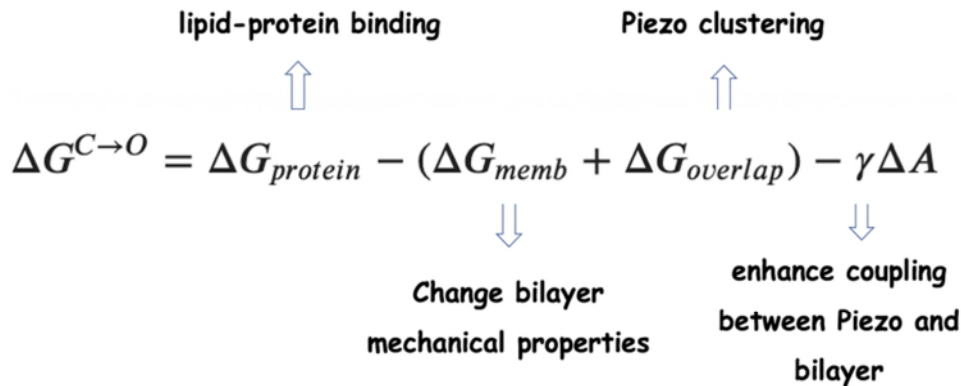 lipid-protein binding
Piezo clustering
ΔG^{C→O} = ΔG_{protein} − (ΔG_{memb} + ΔG_{overlap}) − γΔA
Change bilayer
mechanical properties
enhance coupling
between Piezo and
bilayer